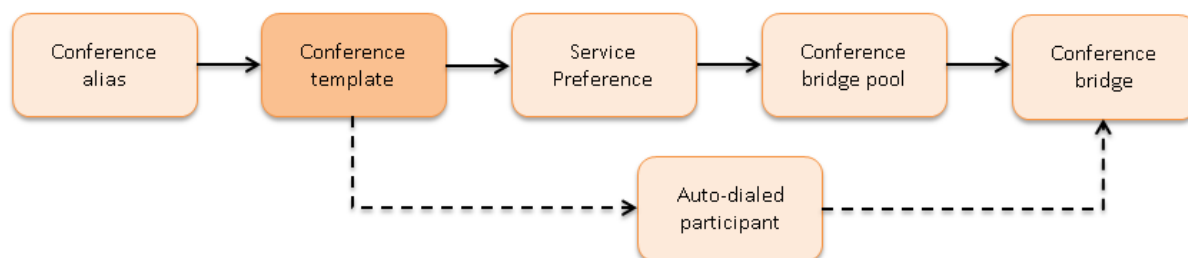 Conference
alias
Conference
template
Service
Preference
Conference
bridge pool
Conference
bridge
Auto-dialed
participant